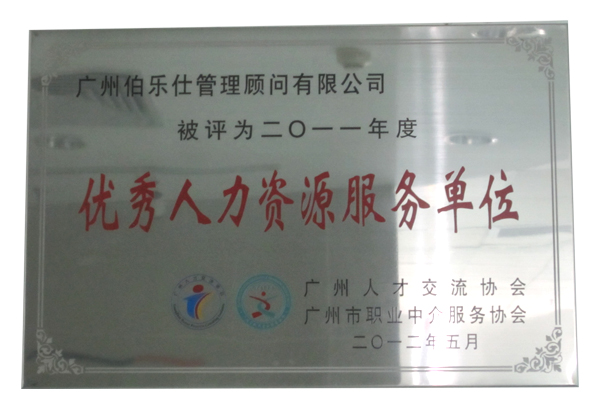 广州伯乐仕管理顾问有限公司
被评为二〇一一年度
优秀人力资源服务单位
广州人才交流协会
广州市职业中介服务协会
二〇一二年五月